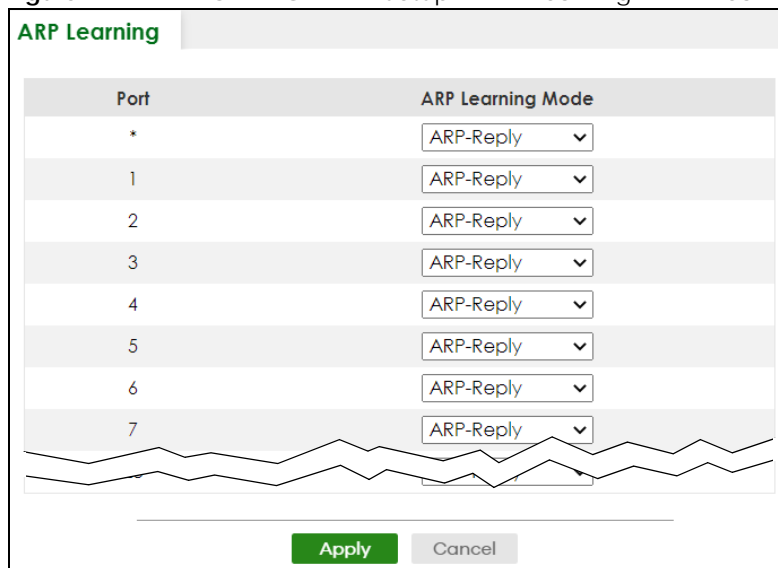 ARP Learning
Port ARP Learning Mode
* ARP-Reply
1 ARP-Reply
2 ARP-Reply
3 ARP-Reply
4 ARP-Reply
5 ARP-Reply
6 ARP-Reply
7 ARP-Reply
Apply Cancel